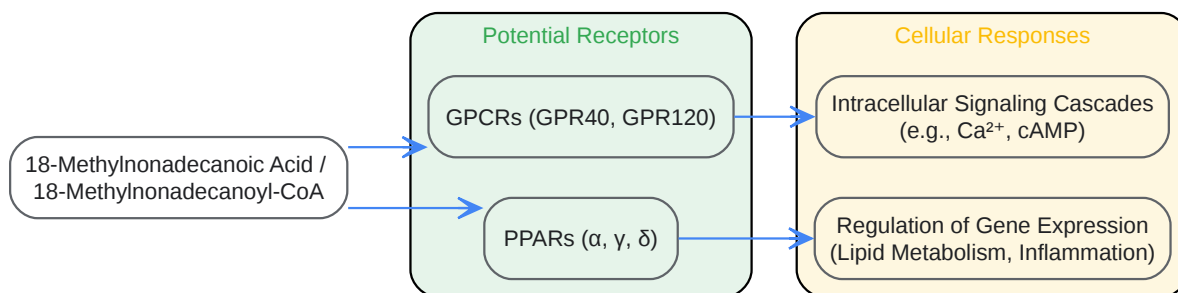 Potential Receptors
Cellular Responses
GPCRs (GPR40, GPR120)
Intracellular Signaling Cascades
(e.g., Ca²⁺, cAMP)
18-Methylnonadecanoic Acid /
18-Methylnonadecanoyl-CoA
PPARs (α, γ, δ)
Regulation of Gene Expression
(Lipid Metabolism, Inflammation)